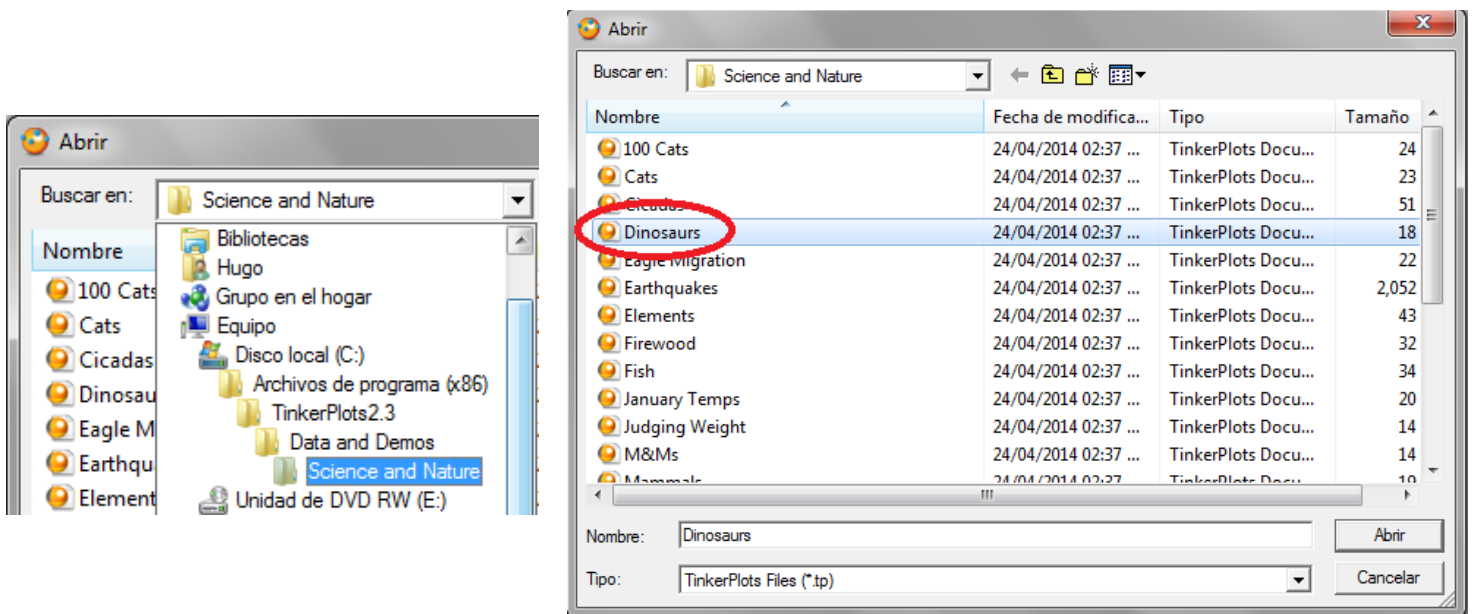 Abrir
Buscar en: Science and Nature
Nombre
Bibliotecas
Hugo
100 Cats
Grupo en el hogar
Cats
Equipo
Cicadas
Disco local (C:)
Dinosau
Archivos de programa (x86)
Eagle M
TinkerPlots2.3
Data and Demos
Earthqu
Science and Nature
Element
Unidad de DVD RW (E:)
Abrir
Buscar en: Science and Nature
Nombre Fecha de modifica... Tipo Tamaño
100 Cats 24/04/2014 02:37 ... TinkerPlots Docu... 24
Cats 24/04/2014 02:37 ... TinkerPlots Docu... 23
Cicadas 24/04/2014 02:37 ... TinkerPlots Docu... 51
Dinosaurs 24/04/2014 02:37 ... TinkerPlots Docu... 18
Eagle Migration 24/04/2014 02:37 ... TinkerPlots Docu... 22
Earthquakes 24/04/2014 02:37 ... TinkerPlots Docu... 2,052
Elements 24/04/2014 02:37 ... TinkerPlots Docu... 43
Firewood 24/04/2014 02:37 ... TinkerPlots Docu... 32
Fish 24/04/2014 02:37 ... TinkerPlots Docu... 34
January Temps 24/04/2014 02:37 ... TinkerPlots Docu... 20
Judging Weight 24/04/2014 02:37 ... TinkerPlots Docu... 14
M&Ms 24/04/2014 02:37 ... TinkerPlots Docu... 14
Mammals 24/04/2014 02:37 TinkerPlots Docu 19
Nombre: Dinosaurs Abrir
Tipo: TinkerPlots Files (*.tp) Cancelar